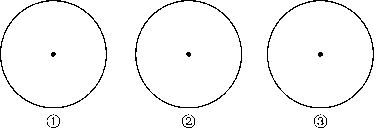 ① ② ③